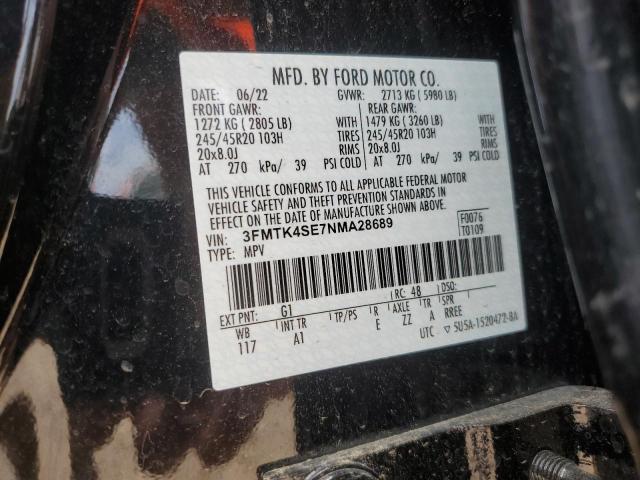 MFD. BY FORD MOTOR CO.
DATE: 06/22 GVWR: 2713 KG ( 5980 LB)
FRONT GAWR: REAR GAWR:
1272 KG ( 2805 LB) WITH 1479 KG ( 3260 LB) WITH
245/45R20 103H TIRES 245/45R20 103H TIRES
20x8.0J RIMS 20x8.0J RIMS
AT 270 kPa/ 39 PSI COLD AT 270 kPa/ 39 PSI COLD
THIS VEHICLE CONFORMS TO ALL APPLICABLE FEDERAL MOTOR
VEHICLE SAFETY AND THEFT PREVENTION STANDARDS IN
EFFECT ON THE DATE OF MANUFACTURE SHOWN ABOVE.
VIN: 3FMTK4SE7NMA28689 F0076
TYPE: MPV T0109
EXT PNT: G1 RC: 48 DSO:
WB INT TR TP/PS R AXLE TR SPR
117 A1 E ZZ A RREE
UTC ▽ 5U5A-1520472-BA